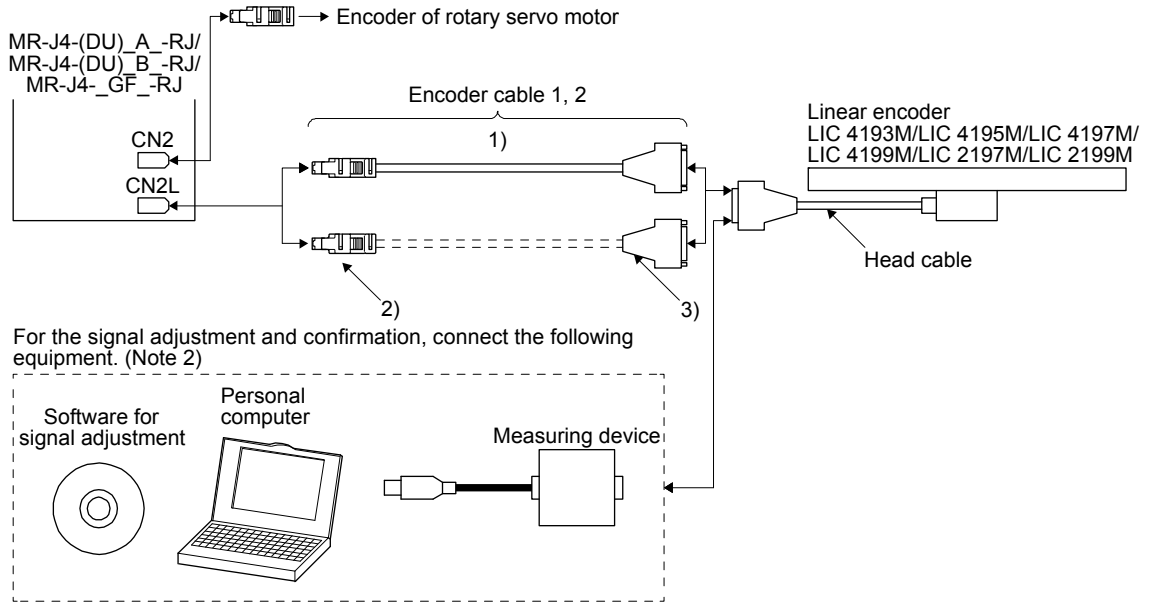 Encoder of rotary servo motor
MR-J4-(DU)_A_-RJ/
MR-J4-(DU)_B_-RJ/
MR-J4-_GF_-RJ
CN2
CN2L
Encoder cable 1, 2
1)
Linear encoder
LIC 4193M/LIC 4195M/LIC 4197M/
LIC 4199M/LIC 2197M/LIC 2199M
Head cable
2)
3)
For the signal adjustment and confirmation, connect the following
equipment. (Note 2)
Software for
signal adjustment
Personal
computer
Measuring device